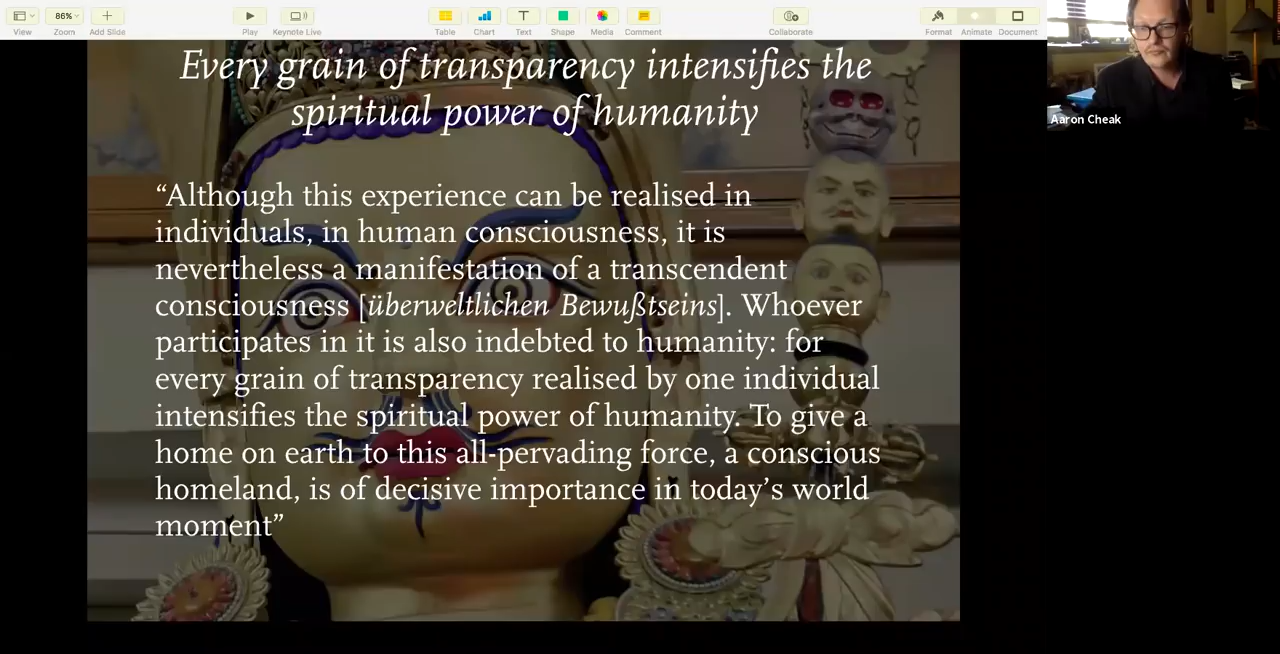 86%
View
Zoom
Add Slide
Play
Keynote Live
Table
Chart
Text
Shape
Media
Comment
Collaborate
Format
Animate
Document
Aaron Cheak
Every grain of transparency intensifies the
spiritual power of humanity
“Although this experience can be realised in
individuals, in human consciousness, it is
nevertheless a manifestation of a transcendent
consciousness [überweltlichen Bewußtseins]. Whoever
participates in it is also indebted to humanity: for
every grain of transparency realised by one individual
intensifies the spiritual power of humanity. To give a
home on earth to this all-pervading force, a conscious
homeland, is of decisive importance in today’s world
moment”